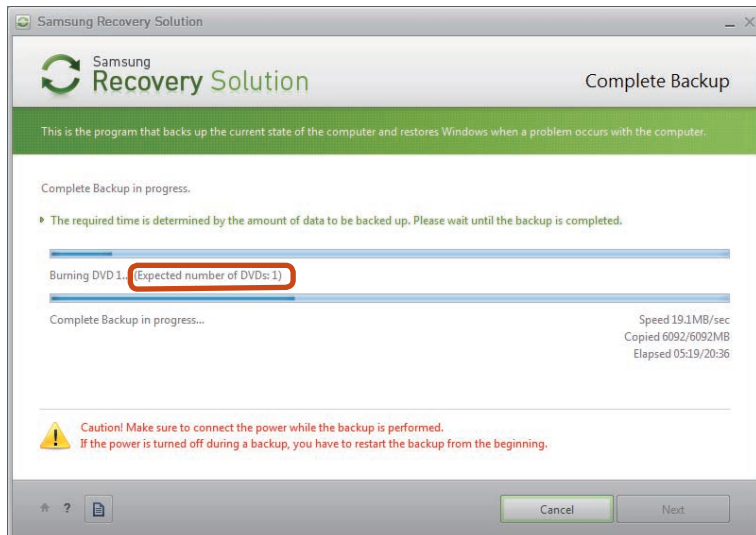 Samsung Recovery Solution
Samsung
Recovery Solution
Complete Backup
This is the program that backs up the current state of the computer and restores Windows when a problem occurs with the computer.
Complete Backup in progress.
The required time is determined by the amount of data to be backed up. Please wait until the backup is completed.
Burning DVD 1.. (Expected number of DVDs: 1)
Complete Backup in progress...
Speed 19.1MB/sec
Copied 6092/6092MB
Elapsed 05:19/20:36
Caution! Make sure to connect the power while the backup is performed.
If the power is turned off during a backup, you have to restart the backup from the beginning.
?
Cancel
Next